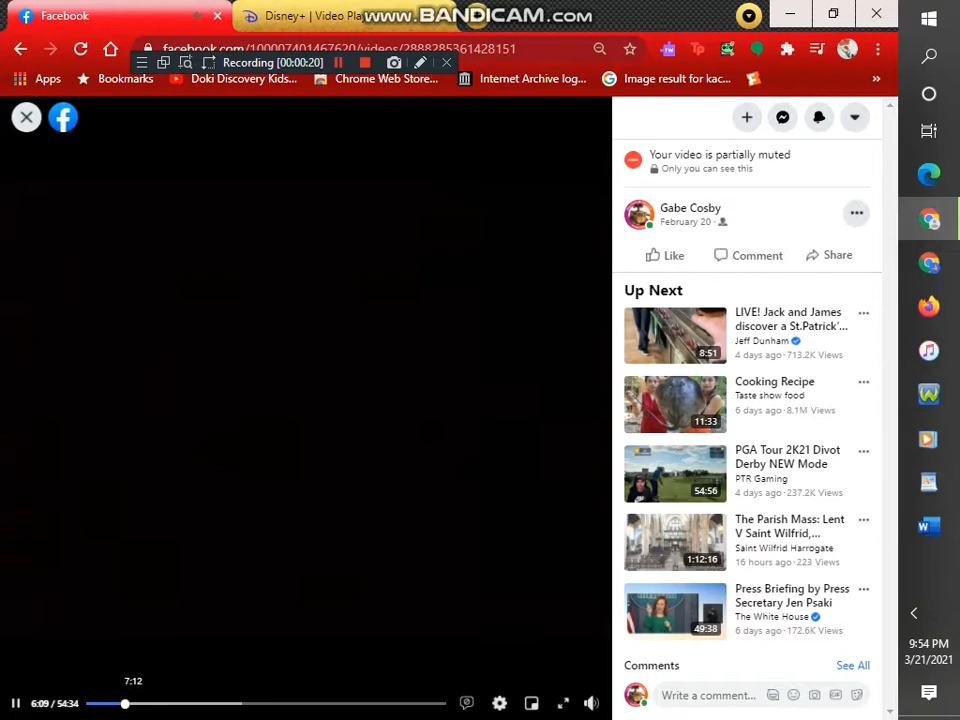 Facebook
Disney+ | Video Pla
WWW.BANDICAM.COM
facebook.com/100007401467620/videos/2888285361428151
Recording [00:00:20]
Apps
Bookmarks
Doki Discovery Kids...
Chrome Web Store...
Internet Archive log...
Image result for kac...
»
Your video is partially muted
Only you can see this
Gabe Cosby
February 20 ·
Like
Comment
Share
Up Next
LIVE! Jack and James
discover a St.Patrick'...
Jeff Dunham
4 days ago · 713.2K Views
8:51
Cooking Recipe
Taste show food
6 days ago · 8.1M Views
11:33
PGA Tour 2K21 Divot
Derby NEW Mode
PTR Gaming
4 days ago · 237.2K Views
54:56
The Parish Mass: Lent
V Saint Wilfrid,...
Saint Wilfrid Harrogate
16 hours ago · 223 Views
1:12:16
Press Briefing by Press
Secretary Jen Psaki
The White House
6 days ago · 172.6K Views
49:38
Comments
See All
Write a comment...
GIF
7:12
6:09 / 54:34
9:54 PM
3/21/2021